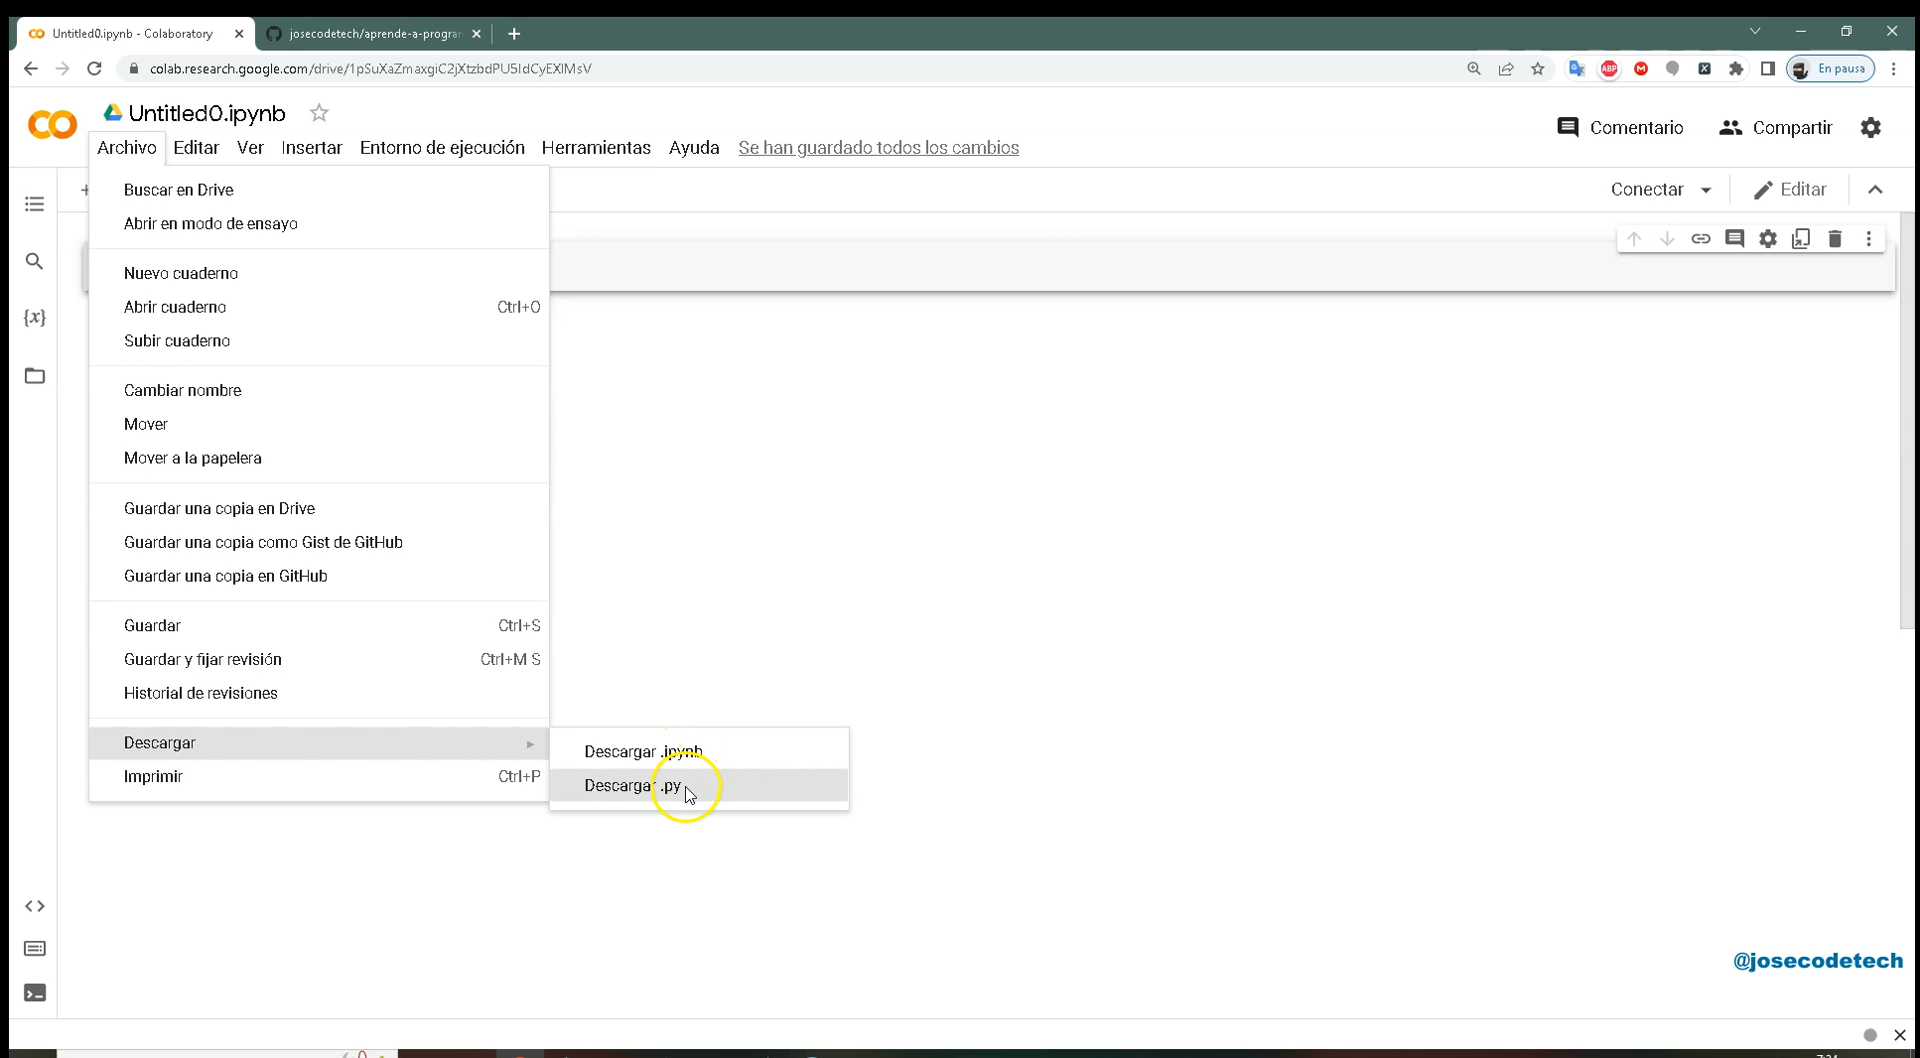 Untitled0.ipynb - Colaboratory
josecodetech/aprende-a-progra
colab.research.google.com/drive/1pSuXaZmaxgiC2jXtzbdPU5IdCyEXlMsV
ABP
M
X
En pausa
Untitled0.ipynb
Comentario
Compartir
Archivo Editar Ver Insertar Entorno de ejecución Herramientas Ayuda Se han guardado todos los cambios
Conectar
Editar
Buscar en Drive
Abrir en modo de ensayo
Nuevo cuaderno
Abrir cuaderno Ctrl+O
Subir cuaderno
Cambiar nombre
Mover
Mover a la papelera
Guardar una copia en Drive
Guardar una copia como Gist de GitHub
Guardar una copia en GitHub
Guardar Ctrl+S
Guardar y fijar revisión Ctrl+M S
Historial de revisiones
Descargar
Descargar .ipynb
Descargar .py
Imprimir Ctrl+P
{x}
@josecodetech